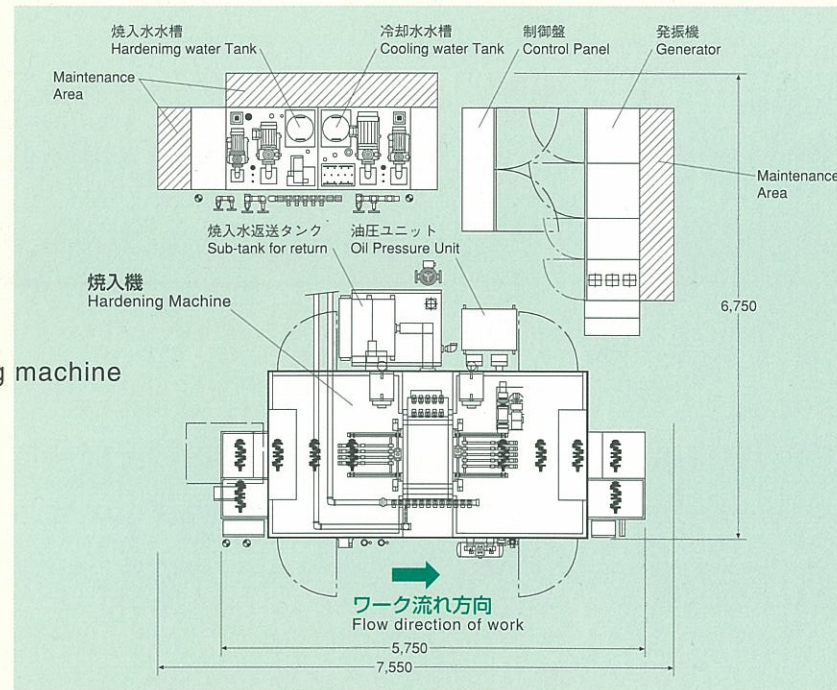 焼入水水槽
Hardenimg water Tank
冷却水水槽
Cooling water Tank
制御盤
Control Panel
発振機
Generator
Maintenance
Area
Maintenance
Area
焼入水返送タンク
Sub-tank for return
油圧ユニット
Oil Pressure Unit
焼入機
Hardening Machine
6,750
g machine
ワーク流れ方向
Flow direction of work
5,750
7,550